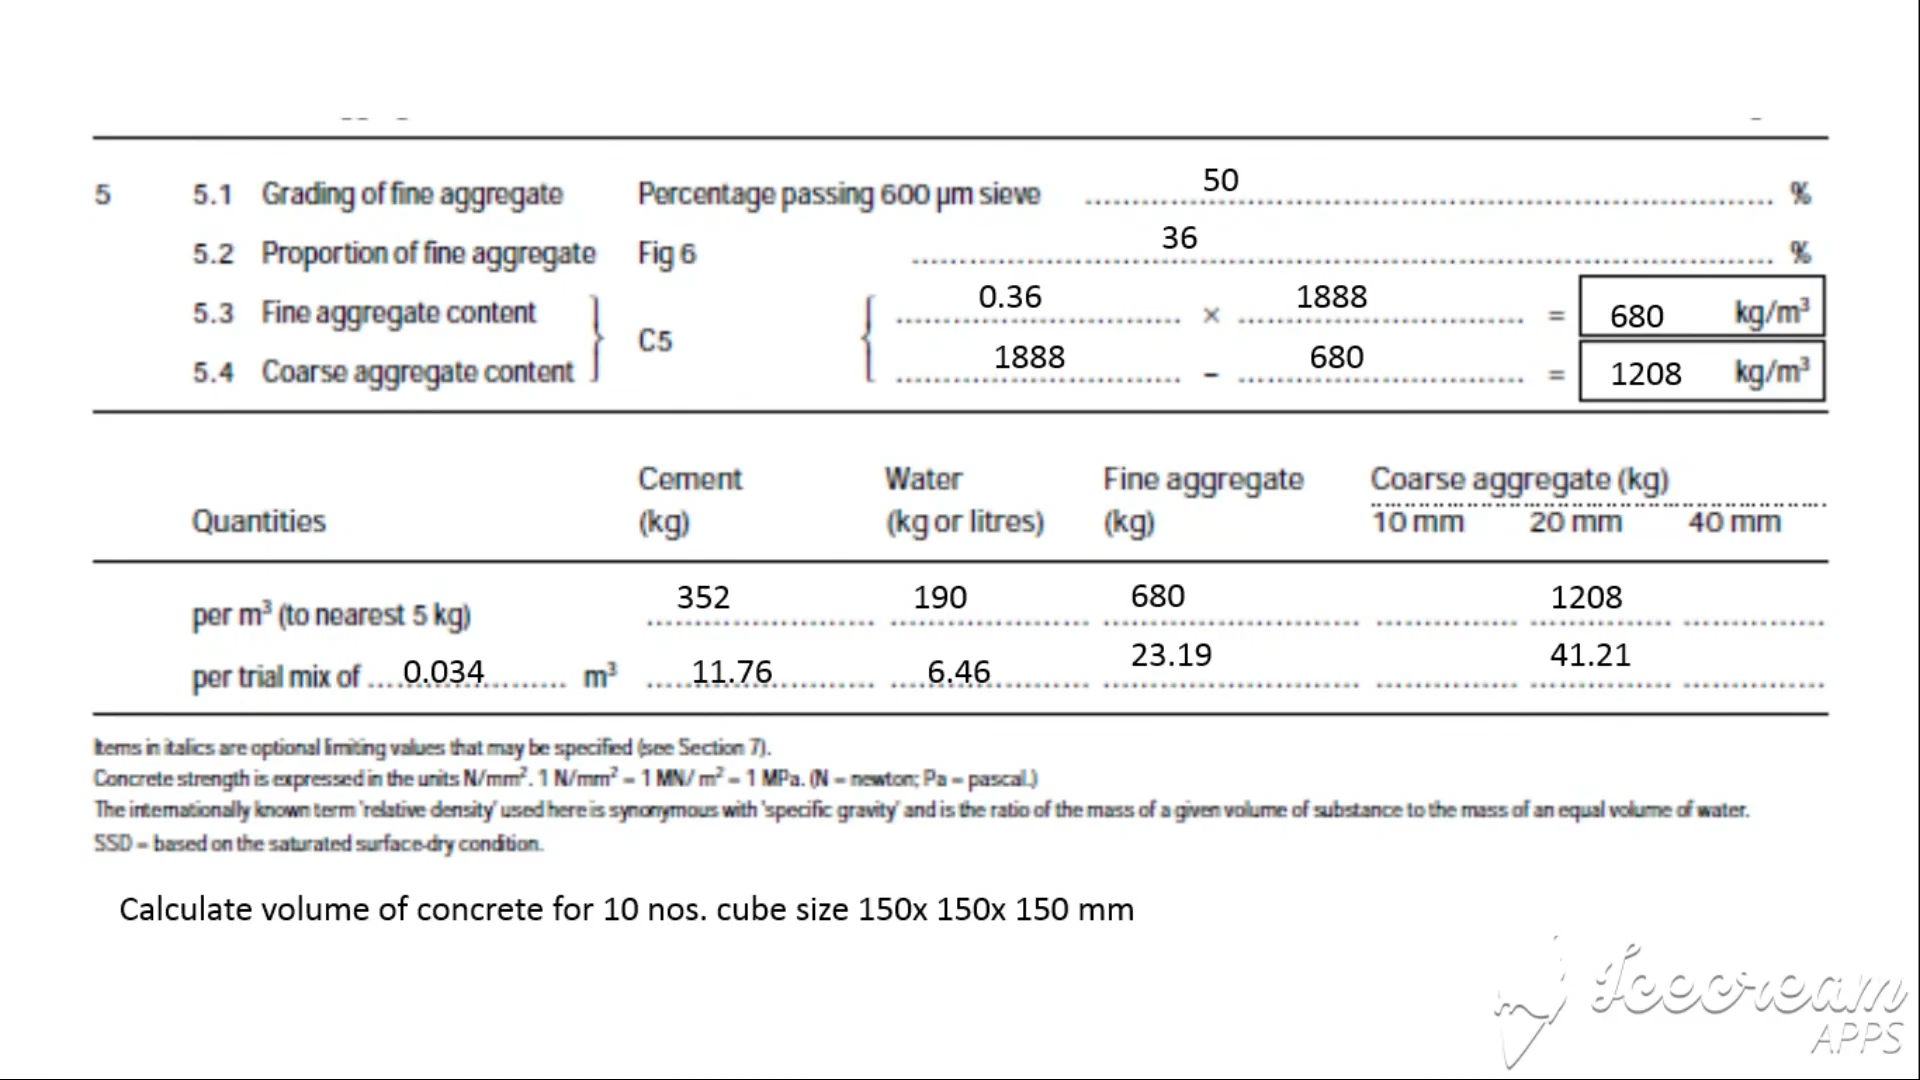 5 5.1 Grading of fine aggregate Percentage passing 600 µm sieve 50 %
5.2 Proportion of fine aggregate Fig 6 36 %
5.3 Fine aggregate content 0.36 × 1888 = 680 kg/m³
C5
5.4 Coarse aggregate content 1888 – 680 = 1208 kg/m³
Cement Water Fine aggregate Coarse aggregate (kg)
Quantities (kg) (kg or litres) (kg) 10 mm 20 mm 40 mm
per m³ (to nearest 5 kg) 352 190 680 1208
per trial mix of 0.034 m³ 11.76 6.46 23.19 41.21
Items in italics are optional limiting values that may be specified (see Section 7).
Concrete strength is expressed in the units N/mm². 1 N/mm² = 1 MN/ m² = 1 MPa. (N = newton; Pa = pascal.)
The internationally known term 'relative density' used here is synonymous with 'specific gravity' and is the ratio of the mass of a given volume of substance to the mass of an equal volume of water.
SSD = based on the saturated surface-dry condition.
Calculate volume of concrete for 10 nos. cube size 150x 150x 150 mm
Icecream
APPS